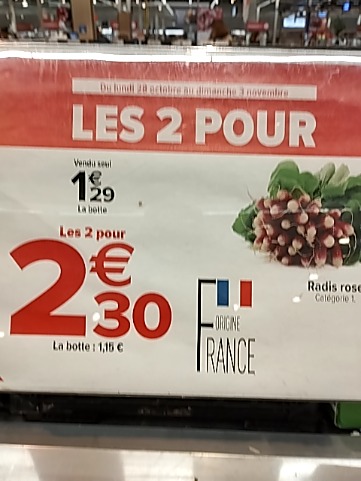 Du lundi 28 octobre au dimanche 3 novembre
LES 2 POUR
Vendu seul
1€29
La botte
Les 2 pour
2€30
La botte : 1,15 €
ORIGINE
FRANCE
Radis rose
Catégorie 1.